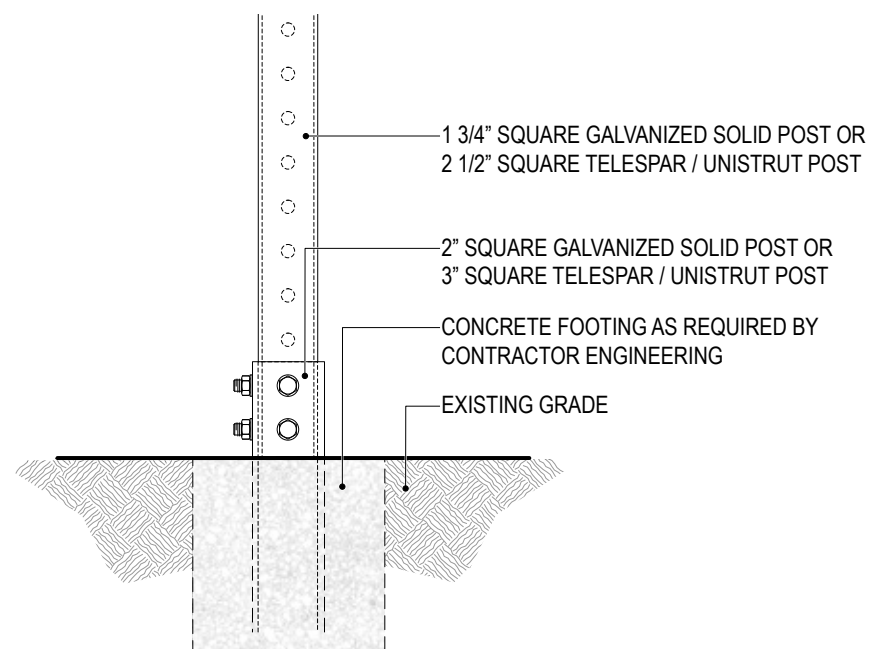 1 3/4” SQUARE GALVANIZED SOLID POST OR
2 1/2” SQUARE TELESPAR / UNISTRUT POST
2” SQUARE GALVANIZED SOLID POST OR
3” SQUARE TELESPAR / UNISTRUT POST
CONCRETE FOOTING AS REQUIRED BY
CONTRACTOR ENGINEERING
EXISTING GRADE